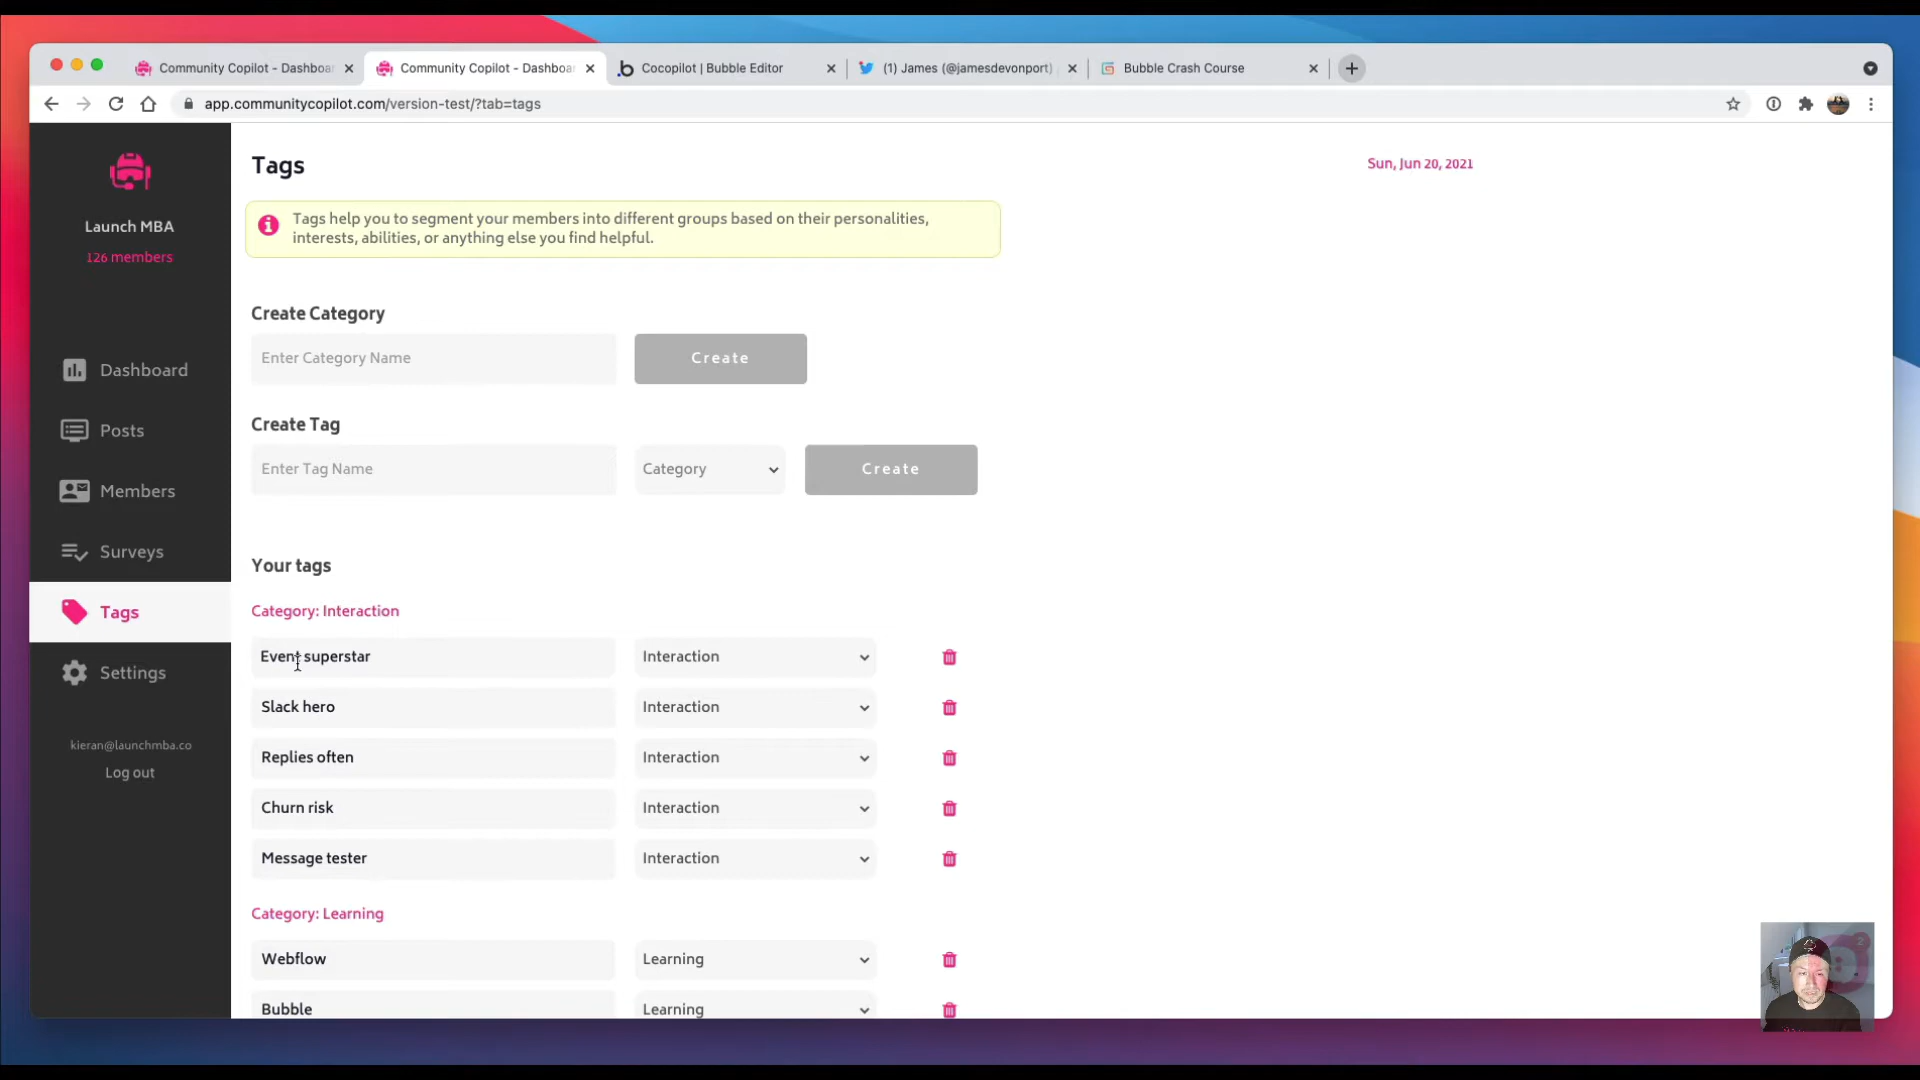 Community Copilot - Dashboar
Community Copilot - Dashboar
Cocopilot | Bubble Editor
(1) James (@jamesdevonport)
Bubble Crash Course
app.communitycopilot.com/version-test/?tab=tags
Launch MBA
126 members
Dashboard
Posts
Members
Surveys
Tags
Settings
kieran@launchmba.co
Log out
Tags
Sun, Jun 20, 2021
Tags help you to segment your members into different groups based on their personalities,
interests, abilities, or anything else you find helpful.
Create Category
Enter Category Name
Create
Create Tag
Enter Tag Name
Category
Create
Your tags
Category: Interaction
Event superstar
Interaction
Slack hero
Interaction
Replies often
Interaction
Churn risk
Interaction
Message tester
Interaction
Category: Learning
Webflow
Learning
Bubble
Learning